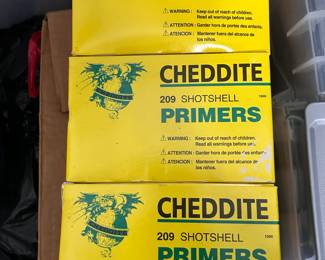 ⚠ WARNING: Keep out of reach of children.
Read all warnings before use.
⚠ ATTENTION: Garder hors de portée des enfants.
⚠ ATENCION: Mantener fuera del alcance de
los niños.
CHEDDITE
209 SHOTSHELL
PRIMERS
⚠ WARNING: Keep out of reach of children.
Read all warnings before use.
⚠ ATTENTION: Garder hors de portée des enfants.
⚠ ATENCION: Mantener fuera del alcance de
los niños.
CHEDDITE
209 SHOTSHELL
PRIMERS